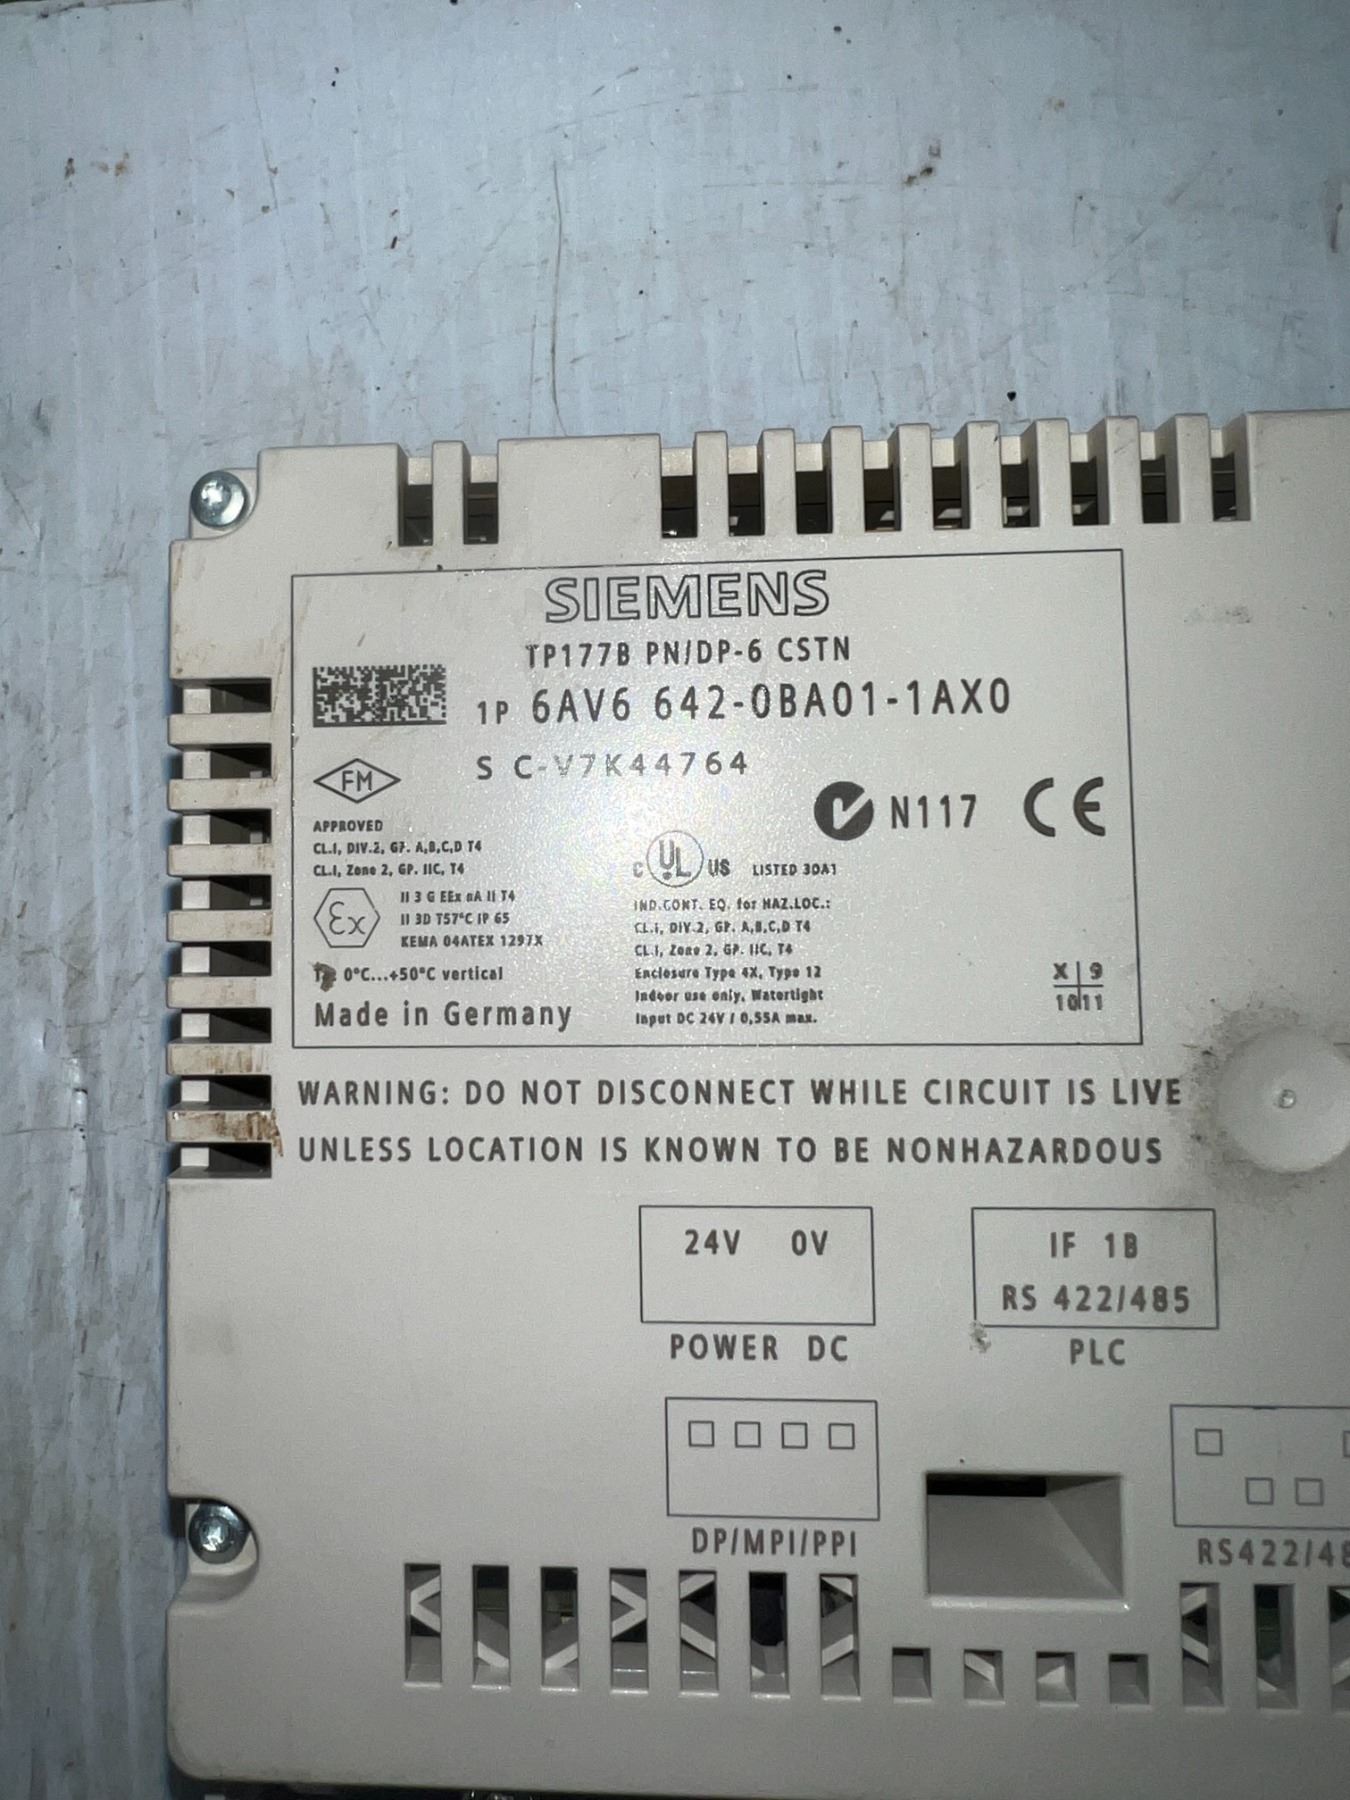 SIEMENS
TP177B PN/DP-6 CSTN
1P 6AV6 642-0BA01-1AX0
S C-V7K44764
FM
N117 CE
APPROVED
CL.I, DIV.2, GP. A,B,C,D T4
CL.I, Zone 2, GP. IIC, T4
C UL US LISTED 30A1
Ex
II 3 G EEx nA II T4
II 3D T57°C IP 65
KEMA 04ATEX 1297X
IND.CONT. EQ. for HAZ.LOC.:
CL.I, DIV.2, GP. A,B,C,D T4
CL.I, Zone 2, GP. IIC, T4
Enclosure Type 4X, Type 12
Indoor use only, Watertight
Input DC 24V / 0,55A max.
0°C...+50°C vertical
Made in Germany
X 9
10 11
WARNING: DO NOT DISCONNECT WHILE CIRCUIT IS LIVE
UNLESS LOCATION IS KNOWN TO BE NONHAZARDOUS
24V 0V
POWER DC
IF 1B
RS 422/485
PLC
DP/MPI/PPI
RS422/48